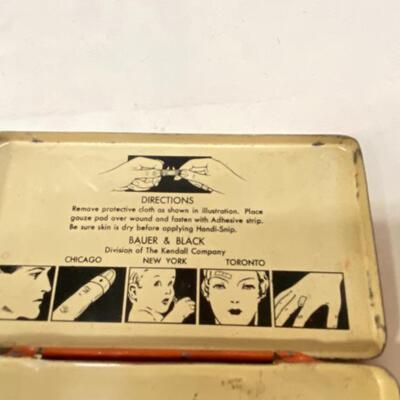 DIRECTIONS
Remove protective cloth as shown in illustration. Place
gauze pad over wound and fasten with Adhesive strip.
Be sure skin is dry before applying Handi-Snip.
BAUER & BLACK
Division of The Kendall Company
CHICAGO NEW YORK TORONTO